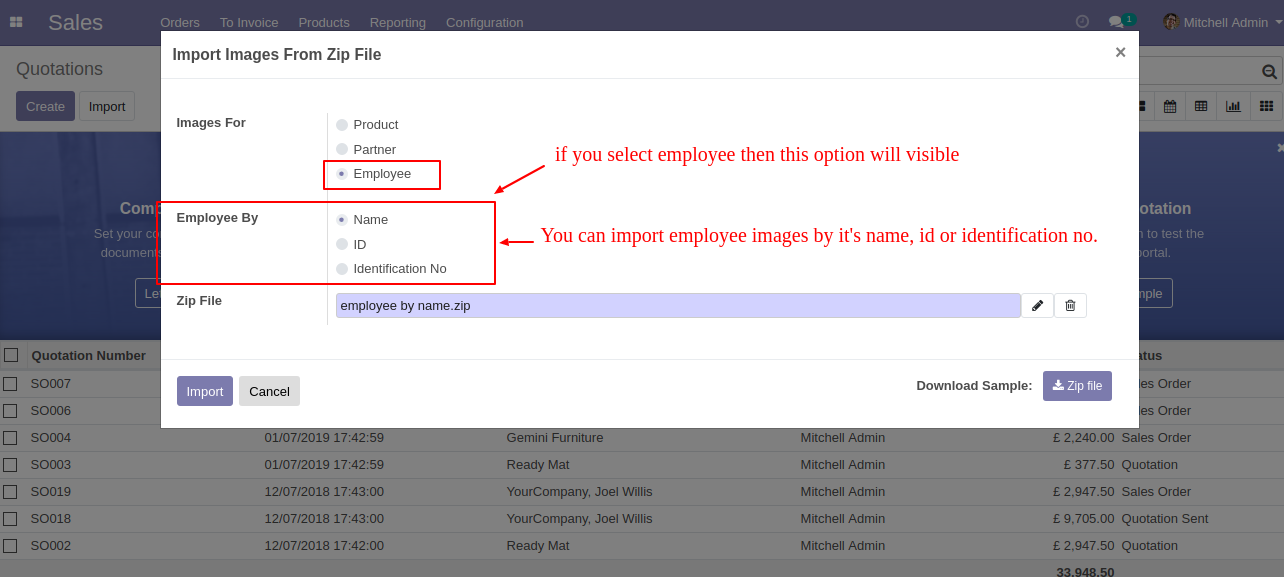 Sales Orders To Invoice Products Reporting Configuration 1 Mitchell Admin
Import Images From Zip File ×
Quotations
Create Import
Images For
Product
Partner
Employee
if you select employee then this option will visible
Employee By
Name
ID
Identification No
You can import employee images by it's name, id or identification no.
Set your
documents
to test the
Zip File
employee by name.zip
Import Cancel
Download Sample: Zip file
Quotation Number
SO007
SO006
SO004 01/07/2019 17:42:59 Gemini Furniture Mitchell Admin £ 2,240.00 Sales Order
SO003 01/07/2019 17:42:59 Ready Mat Mitchell Admin £ 377.50 Quotation
SO019 12/07/2018 17:43:00 YourCompany, Joel Willis Mitchell Admin £ 2,947.50 Sales Order
SO018 12/07/2018 17:43:00 YourCompany, Joel Willis Mitchell Admin £ 9,705.00 Quotation Sent
SO002 12/07/2018 17:42:00 Ready Mat Mitchell Admin £ 2,947.50 Quotation
33,948.50